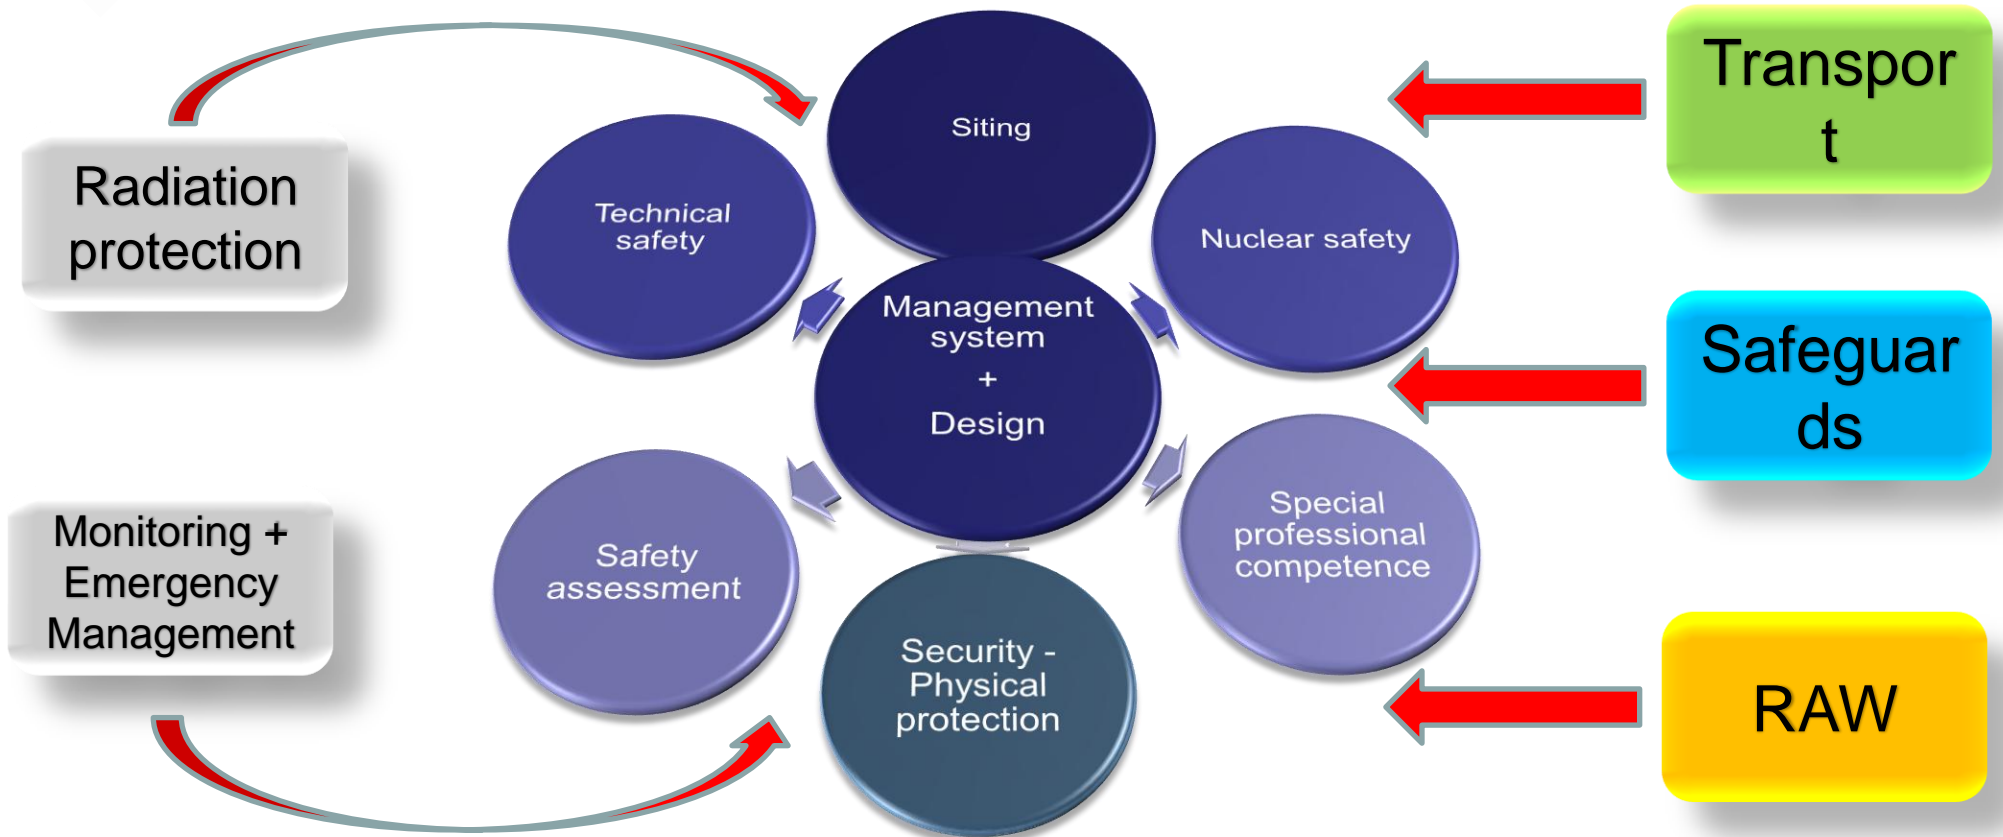 Radiation
protection
Monitoring +
Emergency
Management
Siting
Technical
safety
Nuclear safety
Management
system
+
Design
Safety
assessment
Special
professional
competence
Security -
Physical
protection
Transpor
t
Safeguar
ds
RAW